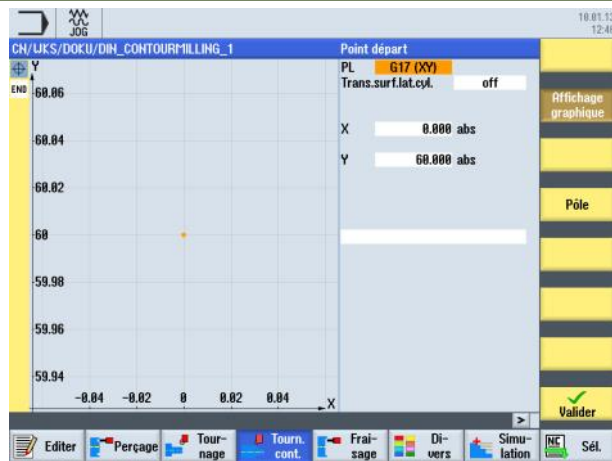 JOG
10.01.13
12:40
CN/WKS/DOKU/DIN_CONTOURMILLING_1
Point départ
Y
END
60.06
60.04
60.02
60
59.98
59.96
59.94
-0.04 -0.02 0 0.02 0.04
X
PL G17 (XY)
Trans.surf.lat.cyl. off
X 0.000 abs
Y 60.000 abs
Affichage
graphique
Pôle
Valider
>
Editer
Perçage
Tour-
nage
Tourn.
cont.
Frai-
sage
Di-
vers
Simu-
lation
NC
Sél.